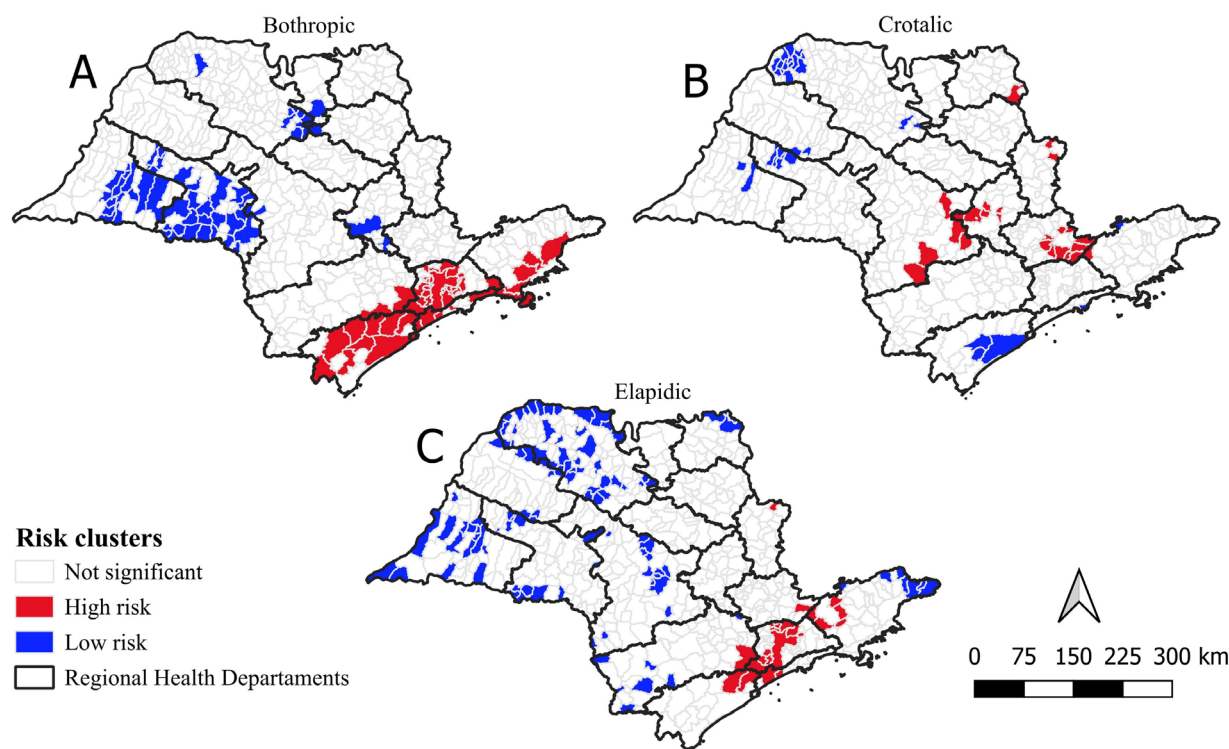 Bothropic
Crotalic
A
B
Elapidic
C
Risk clusters
Not significant
High risk
Low risk
Regional Health Departaments
0 75 150 225 300 km